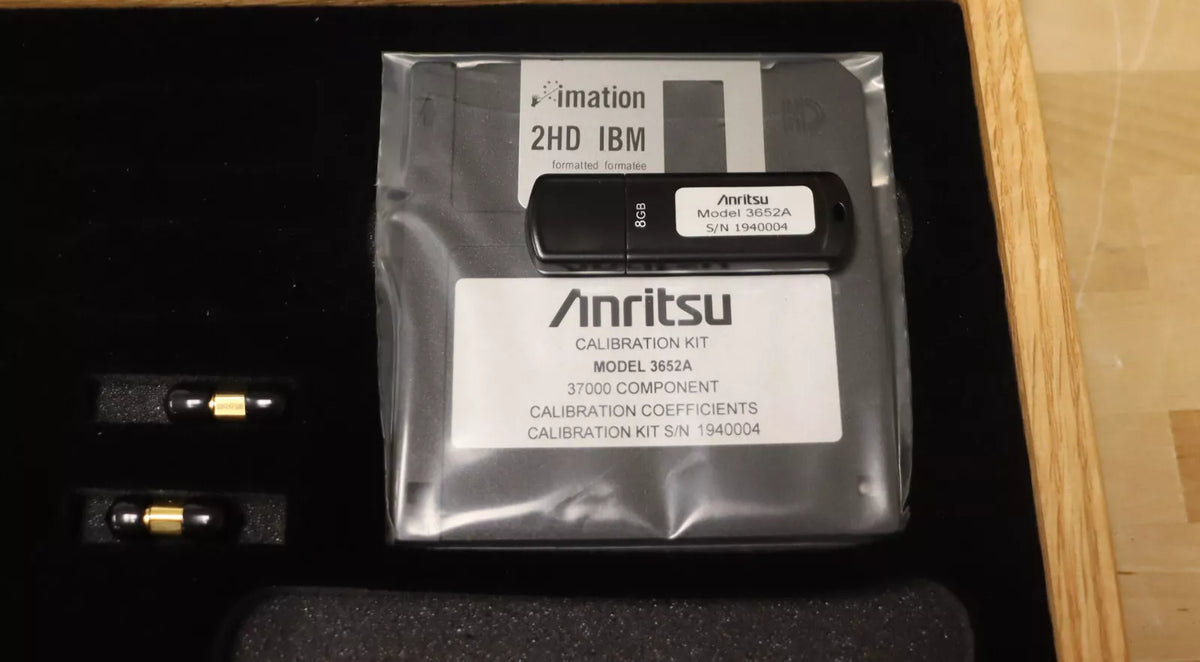 imation
2HD IBM
formatted formatée
HD
8GB
Anritsu
Model 3652A
S/N 1940004
Anritsu
CALIBRATION KIT
MODEL 3652A
37000 COMPONENT
CALIBRATION COEFFICIENTS
CALIBRATION KIT S/N 1940004